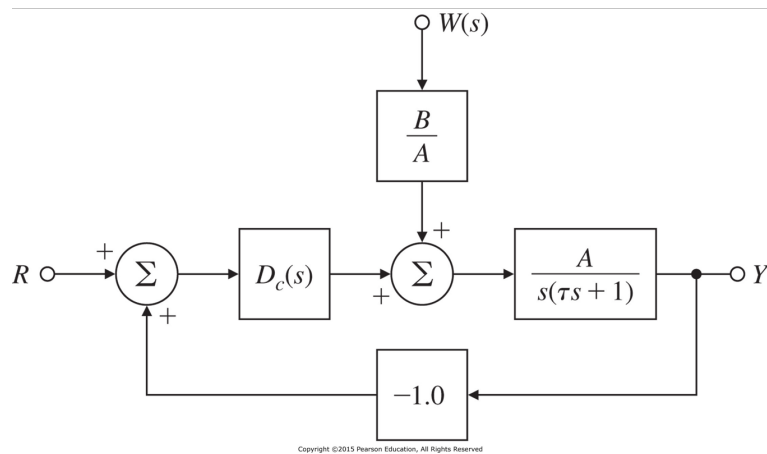 W(s)
B
A
+
+
R
Σ
D_c(s)
+
Σ
A
s(τs + 1)
Y
+
−1.0
Copyright ©2015 Pearson Education, All Rights Reserved